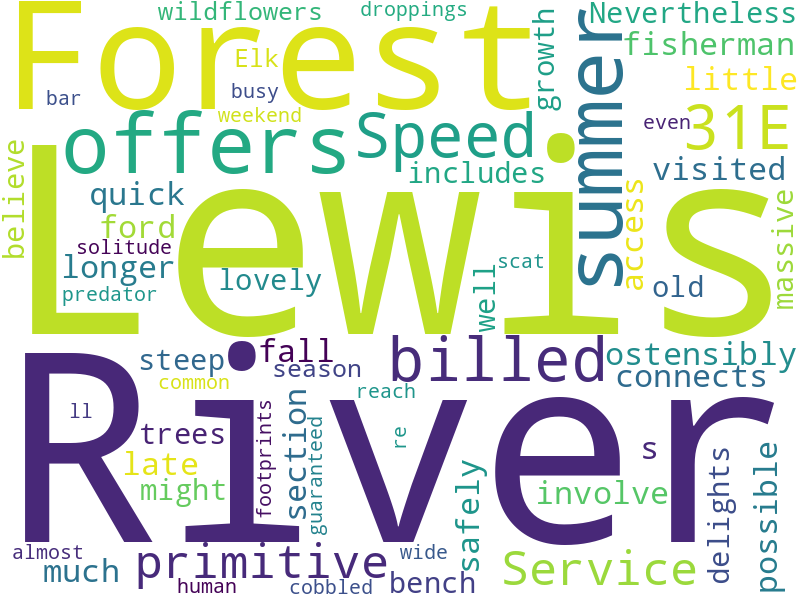 Forest
wildflowers
droppings
Nevertheless
fisherman
Elk
little
bar
busy
weekend
growth
summer
even
31E
offers
Speed
includes
visited
believe
quick
ford
solitude
longer
predator
lovely
scat
well
access
old
massive
Lewis
steep
fall
season
common
billed
ostensibly
connects
reach
River
ll
trees
late
might
footprints
section
guaranteed
re
s
safely
involve
delights
possible
almost
much
primitive
human
cobbled
wide
bench
Service